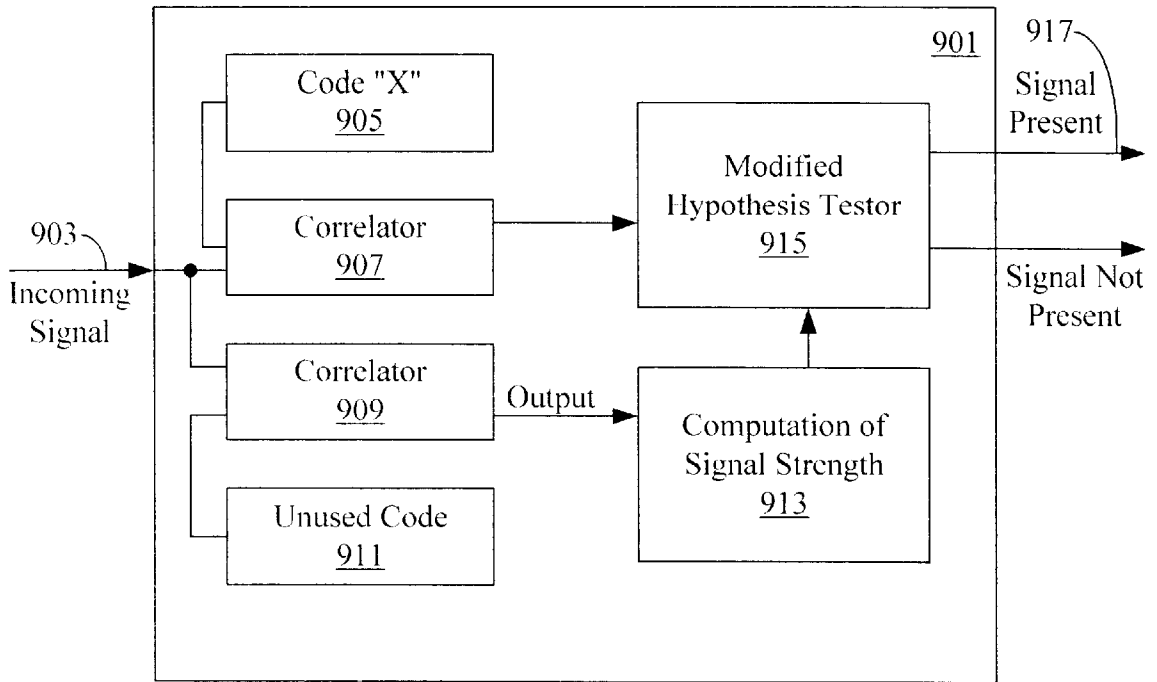 901
917
Signal
Present
Code "X"
905
Modified
Hypothesis Testor
915
Correlator
907
903
Incoming
Signal
Signal Not
Present
Correlator
909
Output
Computation of
Signal Strength
913
Unused Code
911